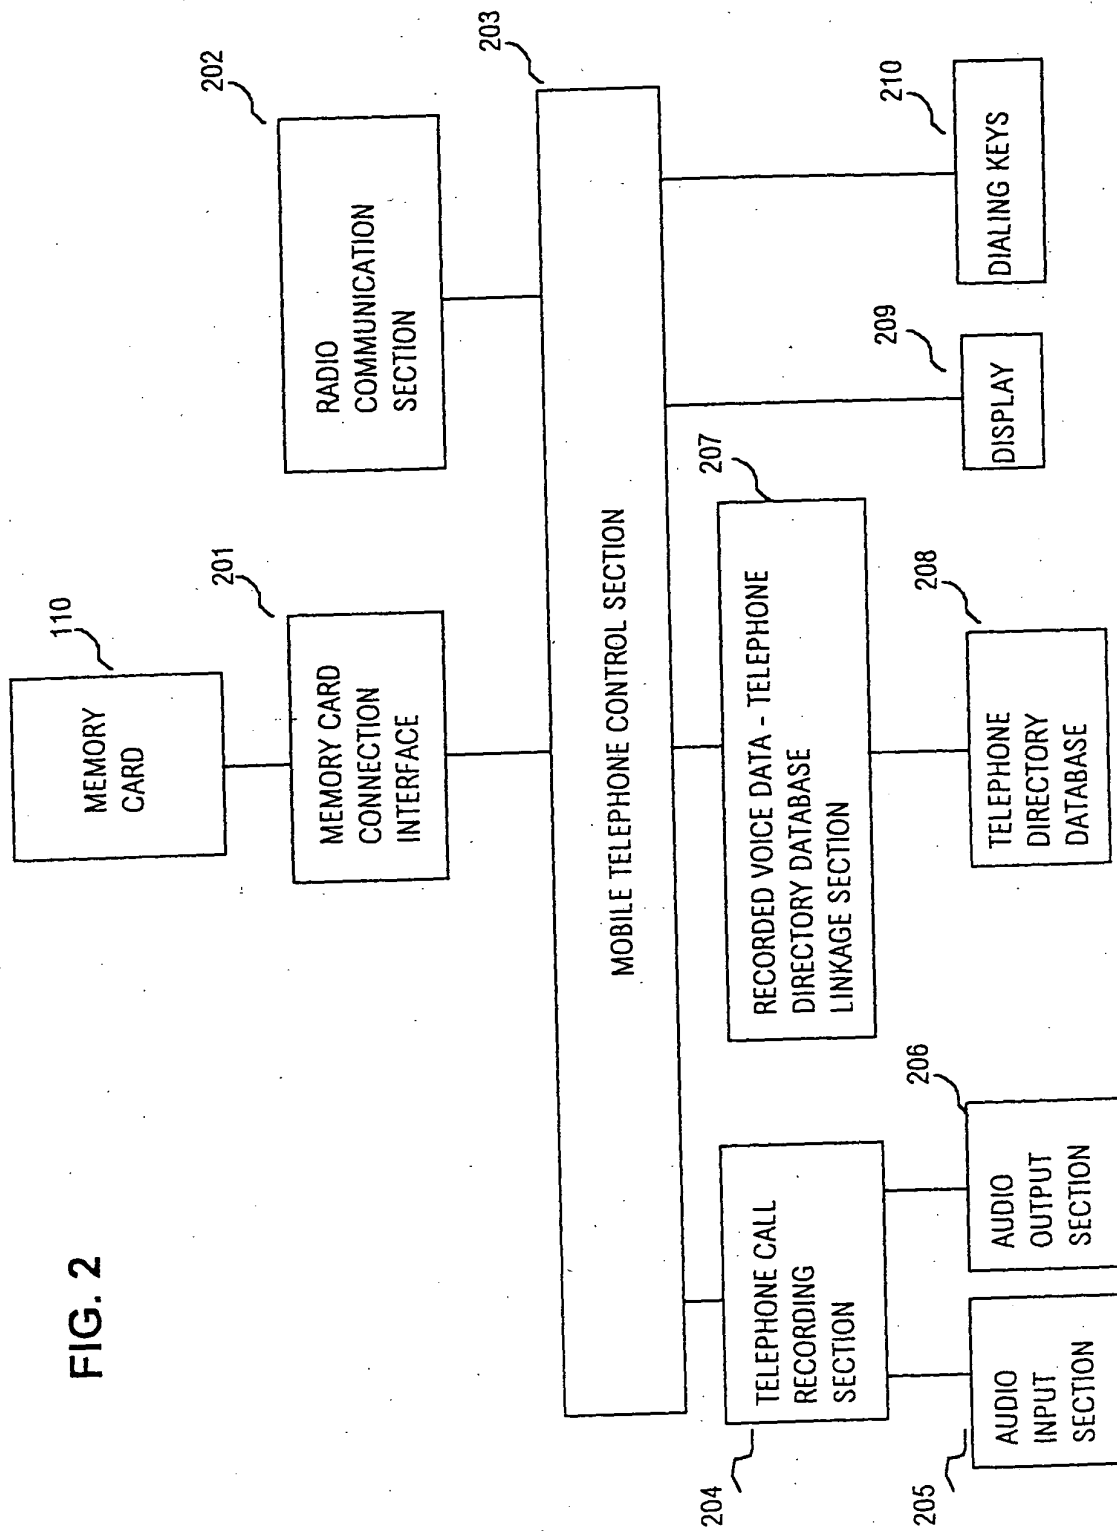 FIG. 2
MEMORY
CARD
110
MEMORY CARD
CONNECTION
INTERFACE
201
RADIO
COMMUNICATION
SECTION
202
MOBILE TELEPHONE CONTROL SECTION
203
TELEPHONE CALL
RECORDING
SECTION
204
RECORDED VOICE DATA - TELEPHONE
DIRECTORY DATABASE
LINKAGE SECTION
207
AUDIO
INPUT
SECTION
205
AUDIO
OUTPUT
SECTION
206
TELEPHONE
DIRECTORY
DATABASE
208
DISPLAY
209
DIALING KEYS
210